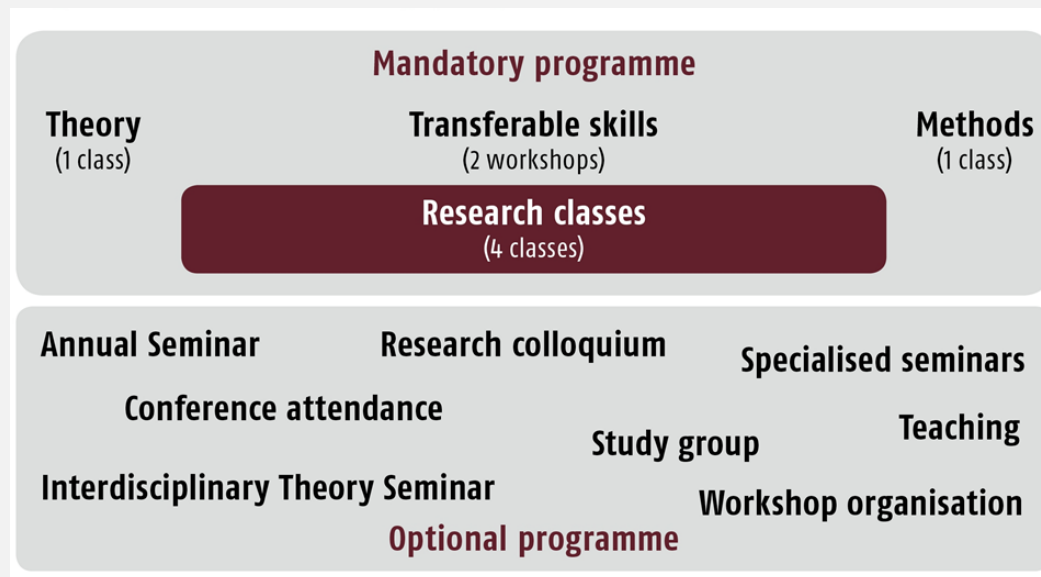 Mandatory programme
Theory
(1 class)
Transferable skills
(2 workshops)
Methods
(1 class)
Research classes
(4 classes)
Annual Seminar
Research colloquium
Specialised seminars
Conference attendance
Study group
Teaching
Interdisciplinary Theory Seminar
Workshop organisation
Optional programme